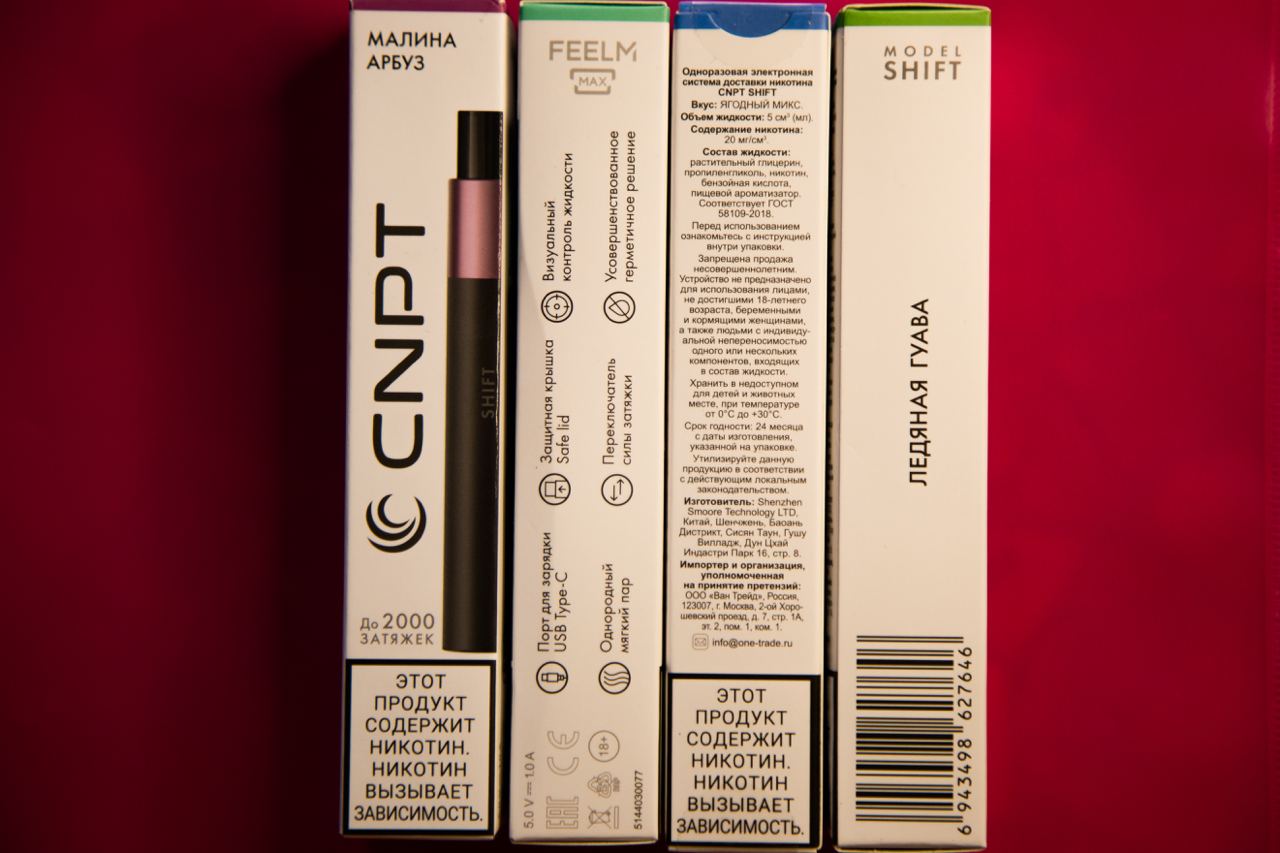 МАЛИНА
АРБУЗ
CNPT
SHIFT
До 2000
ЗАТЯЖЕК
ЭТОТ
ПРОДУКТ
СОДЕРЖИТ
НИКОТИН.
НИКОТИН
ВЫЗЫВАЕТ
ЗАВИСИМОСТЬ.
FEELM
MAX
Визуальный
контроль жидкости
Усовершенствованное
герметичное решение
Защитная крышка
Safe lid
Переключатель
силы затяжки
Порт для зарядки
USB Type-C
Однородный
мягкий пар
5.0 V 1.0 A
EAC CE 18+
5144030077
Одноразовая электронная
система доставки никотина
CNPT SHIFT
Вкус: ЯГОДНЫЙ МИКС.
Объем жидкости: 5 см³ (мл).
Содержание никотина:
20 мг/см³.
Состав жидкости:
растительный глицерин,
пропиленгликоль, никотин,
бензойная кислота,
пищевой ароматизатор.
Соответствует ГОСТ
58109-2018.
Перед использованием
ознакомьтесь с инструкцией
внутри упаковки.
Запрещена продажа
несовершеннолетним.
Устройство не предназначено
для использования лицами,
не достигшими 18-летнего
возраста, беременными
и кормящими женщинами,
а также людьми с индивиду-
альной непереносимостью
одного или нескольких
компонентов, входящих
в состав жидкости.
Хранить в недоступном
для детей и животных
месте, при температуре
от 0°C до +30°C.
Срок годности: 24 месяца
с даты изготовления,
указанной на упаковке.
Утилизируйте данную
продукцию в соответствии
с действующим локальным
законодательством.
Изготовитель: Shenzhen
Smoore Technology LTD,
Китай, Шенчжень, Баоань
Дистрикт, Сисян Таун, Гушу
Вилладж, Дун Цхай
Индастри Парк 16, стр. 8.
Импортер и организация,
уполномоченная
на принятие претензий:
ООО «Ван Трейд», Россия,
123007, г. Москва, 2-ой Хоро-
шевский проезд, д. 7, стр. 1А,
эт. 2, пом. 1, ком. 1.
info@one-trade.ru
ЭТОТ
ПРОДУКТ
СОДЕРЖИТ
НИКОТИН.
НИКОТИН
ВЫЗЫВАЕТ
ЗАВИСИМОСТЬ.
MODEL
SHIFT
ЛЕДЯНАЯ ГУАВА
6 943498 627646